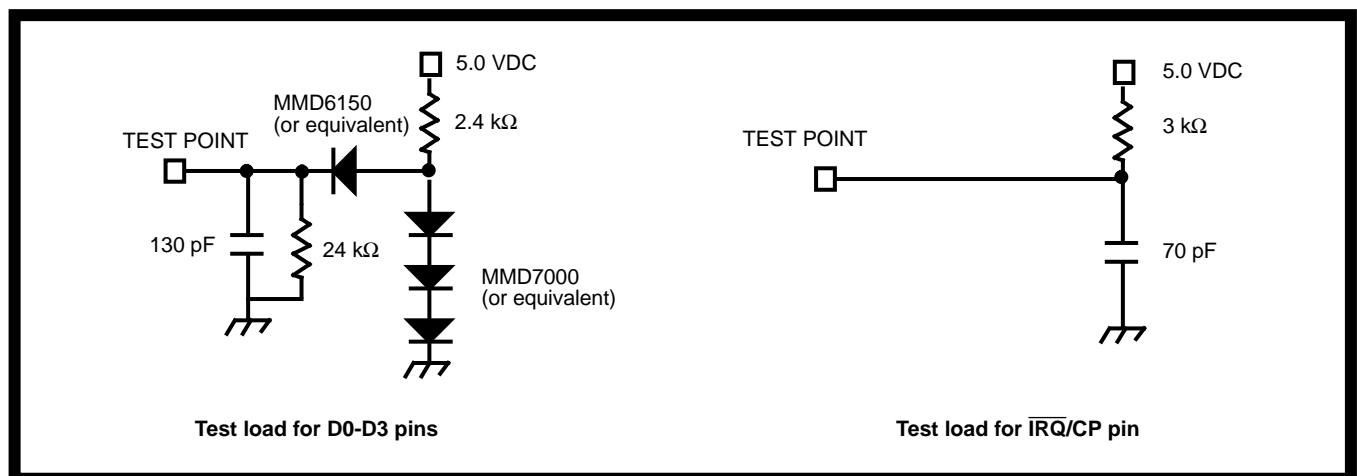 5.0 VDC
MMD6150
(or equivalent)
2.4 kΩ
TEST POINT
130 pF
24 kΩ
MMD7000
(or equivalent)
Test load for D0-D3 pins
5.0 VDC
3 kΩ
TEST POINT
70 pF
Test load for I̅R̅Q̅/CP pin